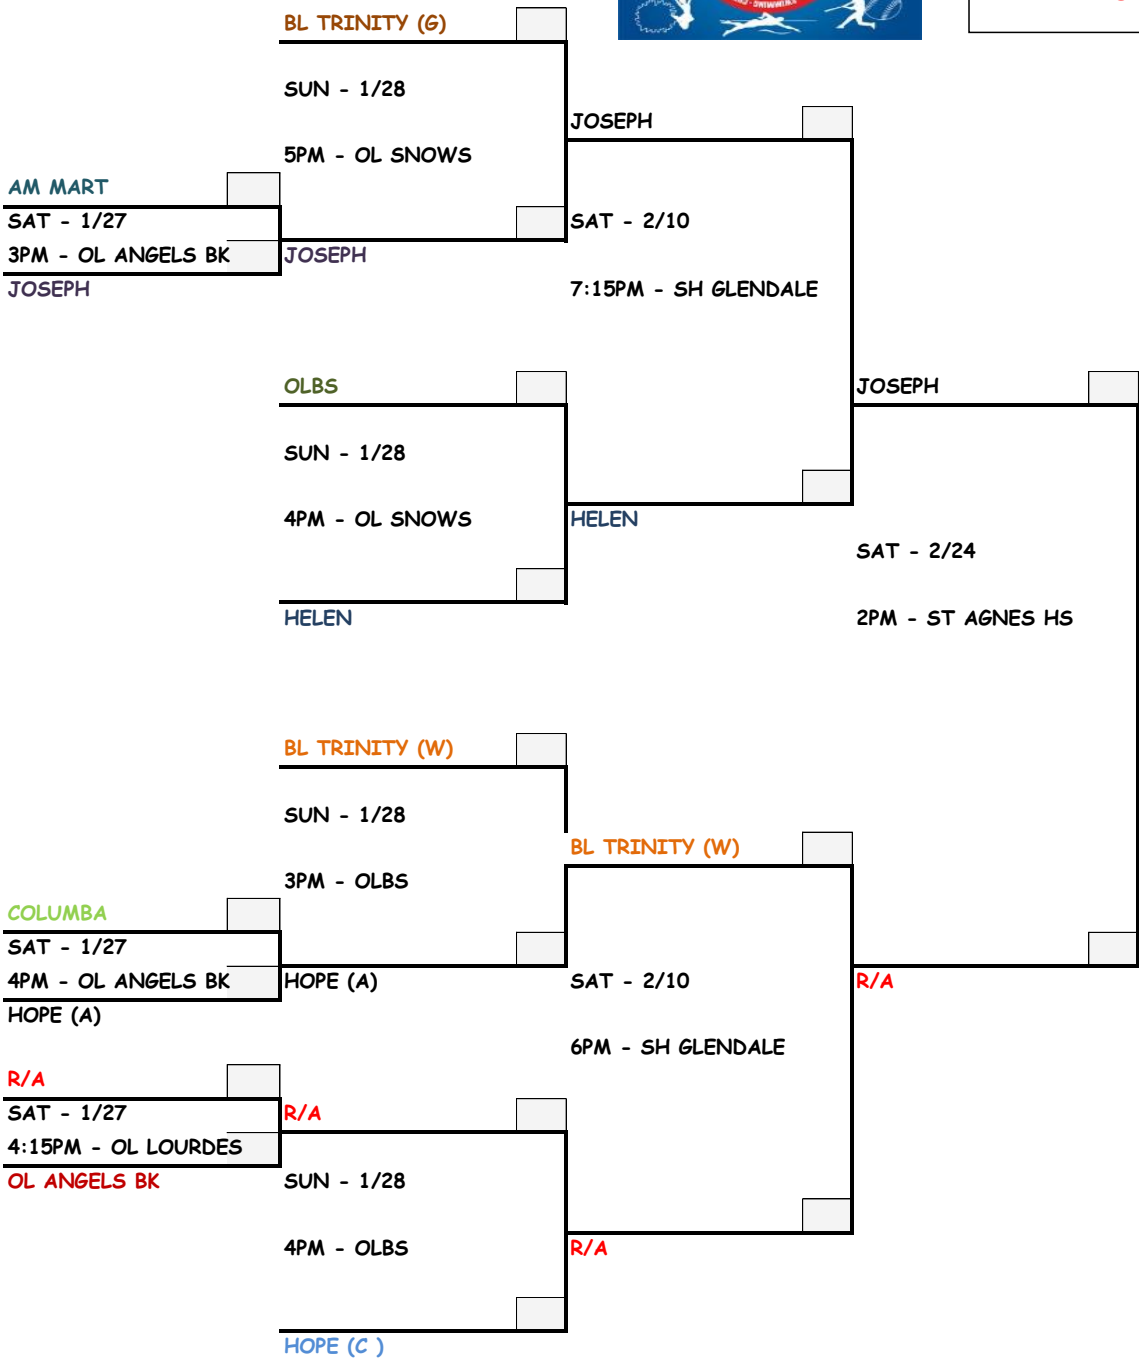 BL TRINITY (G)
SWIMMING
SUN - 1/28
JOSEPH
5PM - OL SNOWS
AM MART
SAT - 1/27
SAT - 2/10
3PM - OL ANGELS BK
JOSEPH
JOSEPH
7:15PM - SH GLENDALE
OLBS
JOSEPH
SUN - 1/28
4PM - OL SNOWS
HELEN
SAT - 2/24
HELEN
2PM - ST AGNES HS
BL TRINITY (W)
SUN - 1/28
BL TRINITY (W)
3PM - OLBS
COLUMBA
SAT - 1/27
4PM - OL ANGELS BK
HOPE (A)
SAT - 2/10
R/A
HOPE (A)
6PM - SH GLENDALE
R/A
SAT - 1/27
R/A
4:15PM - OL LOURDES
OL ANGELS BK
SUN - 1/28
4PM - OLBS
R/A
HOPE (C )